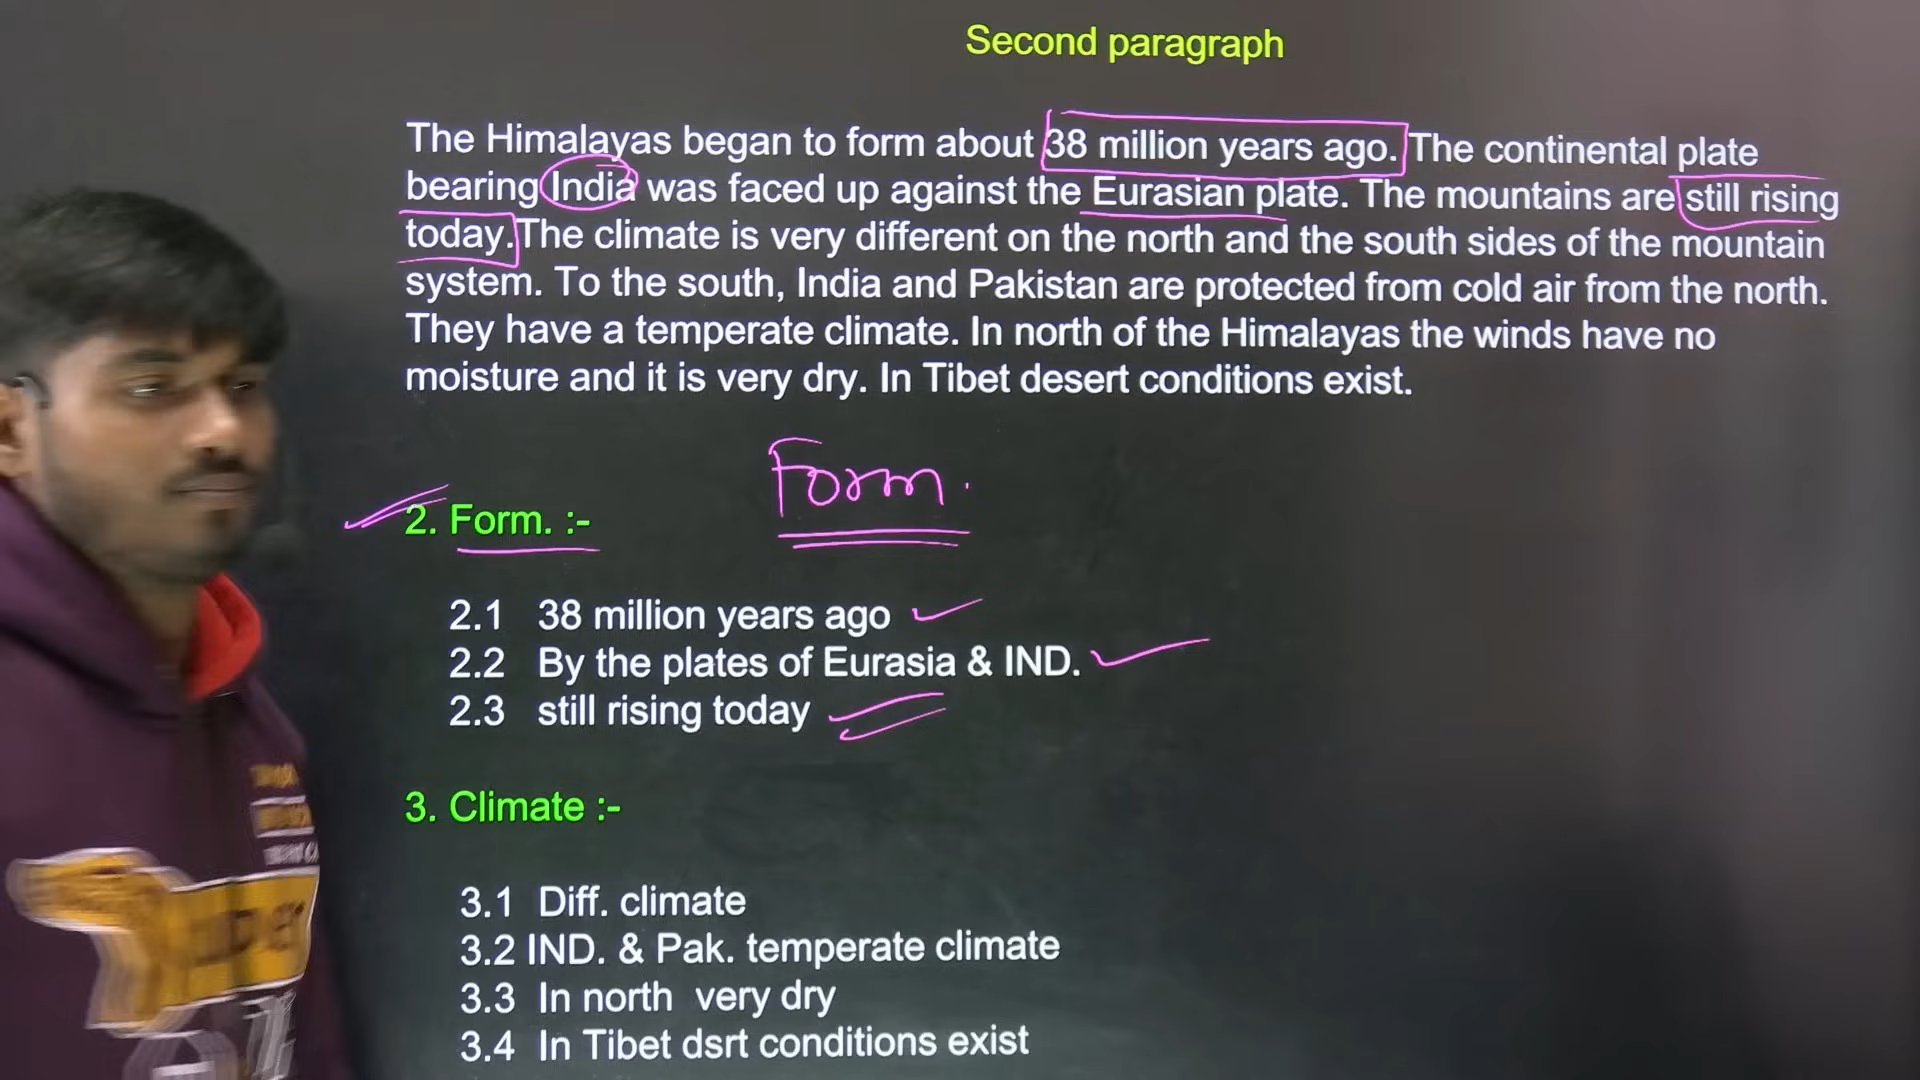 Second paragraph
The Himalayas began to form about 38 million years ago. The continental plate
bearing India was faced up against the Eurasian plate. The mountains are still rising
today. The climate is very different on the north and the south sides of the mountain
system. To the south, India and Pakistan are protected from cold air from the north.
They have a temperate climate. In north of the Himalayas the winds have no
moisture and it is very dry. In Tibet desert conditions exist.
Form.
2. Form. :-
2.1 38 million years ago
2.2 By the plates of Eurasia & IND.
2.3 still rising today
3. Climate :-
3.1 Diff. climate
3.2 IND. & Pak. temperate climate
3.3 In north very dry
3.4 In Tibet dsrt conditions exist